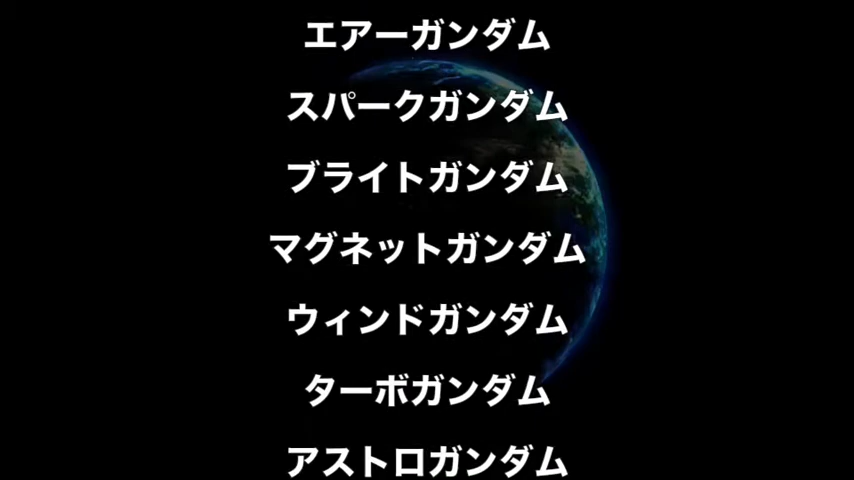 エアーガンダム
スパークガンダム
ブライトガンダム
マグネットガンダム
ウィンドガンダム
ターボガンダム
アストロガンダム